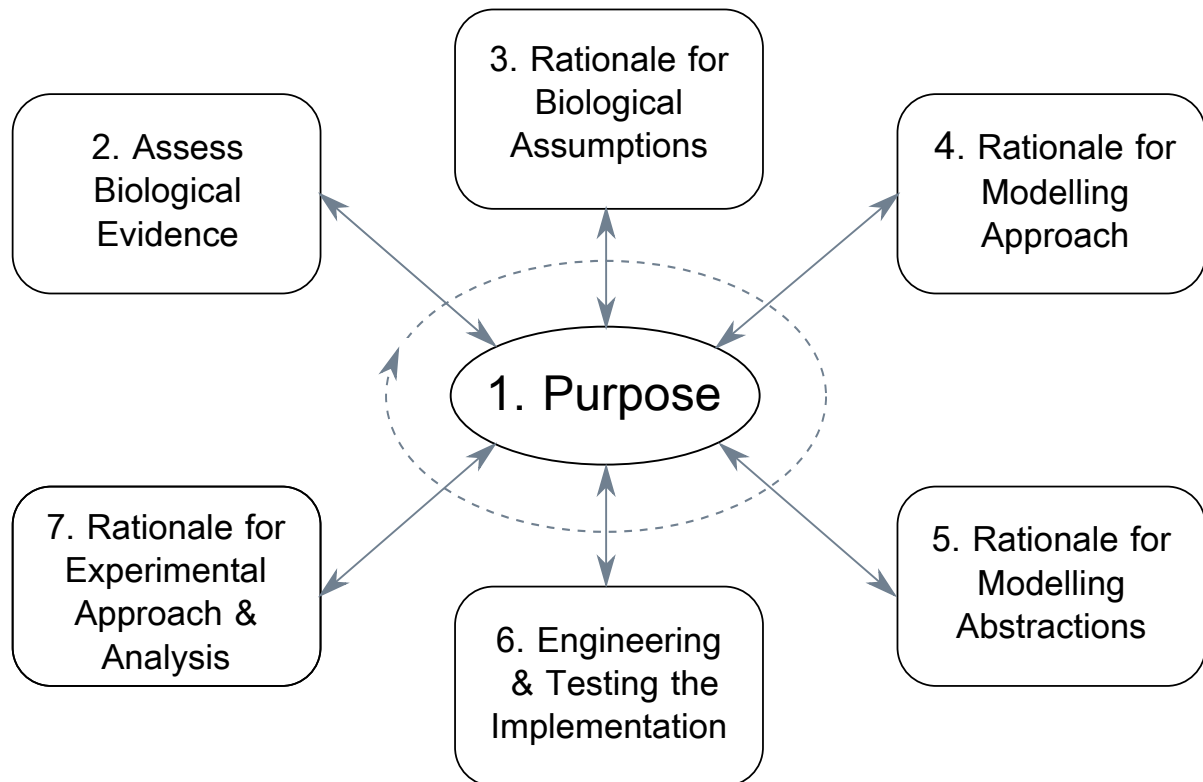 1. Purpose
2. Assess
Biological
Evidence
3. Rationale for
Biological
Assumptions
4. Rationale for
Modelling
Approach
5. Rationale for
Modelling
Abstractions
6. Engineering
& Testing the
Implementation
7. Rationale for
Experimental
Approach &
Analysis